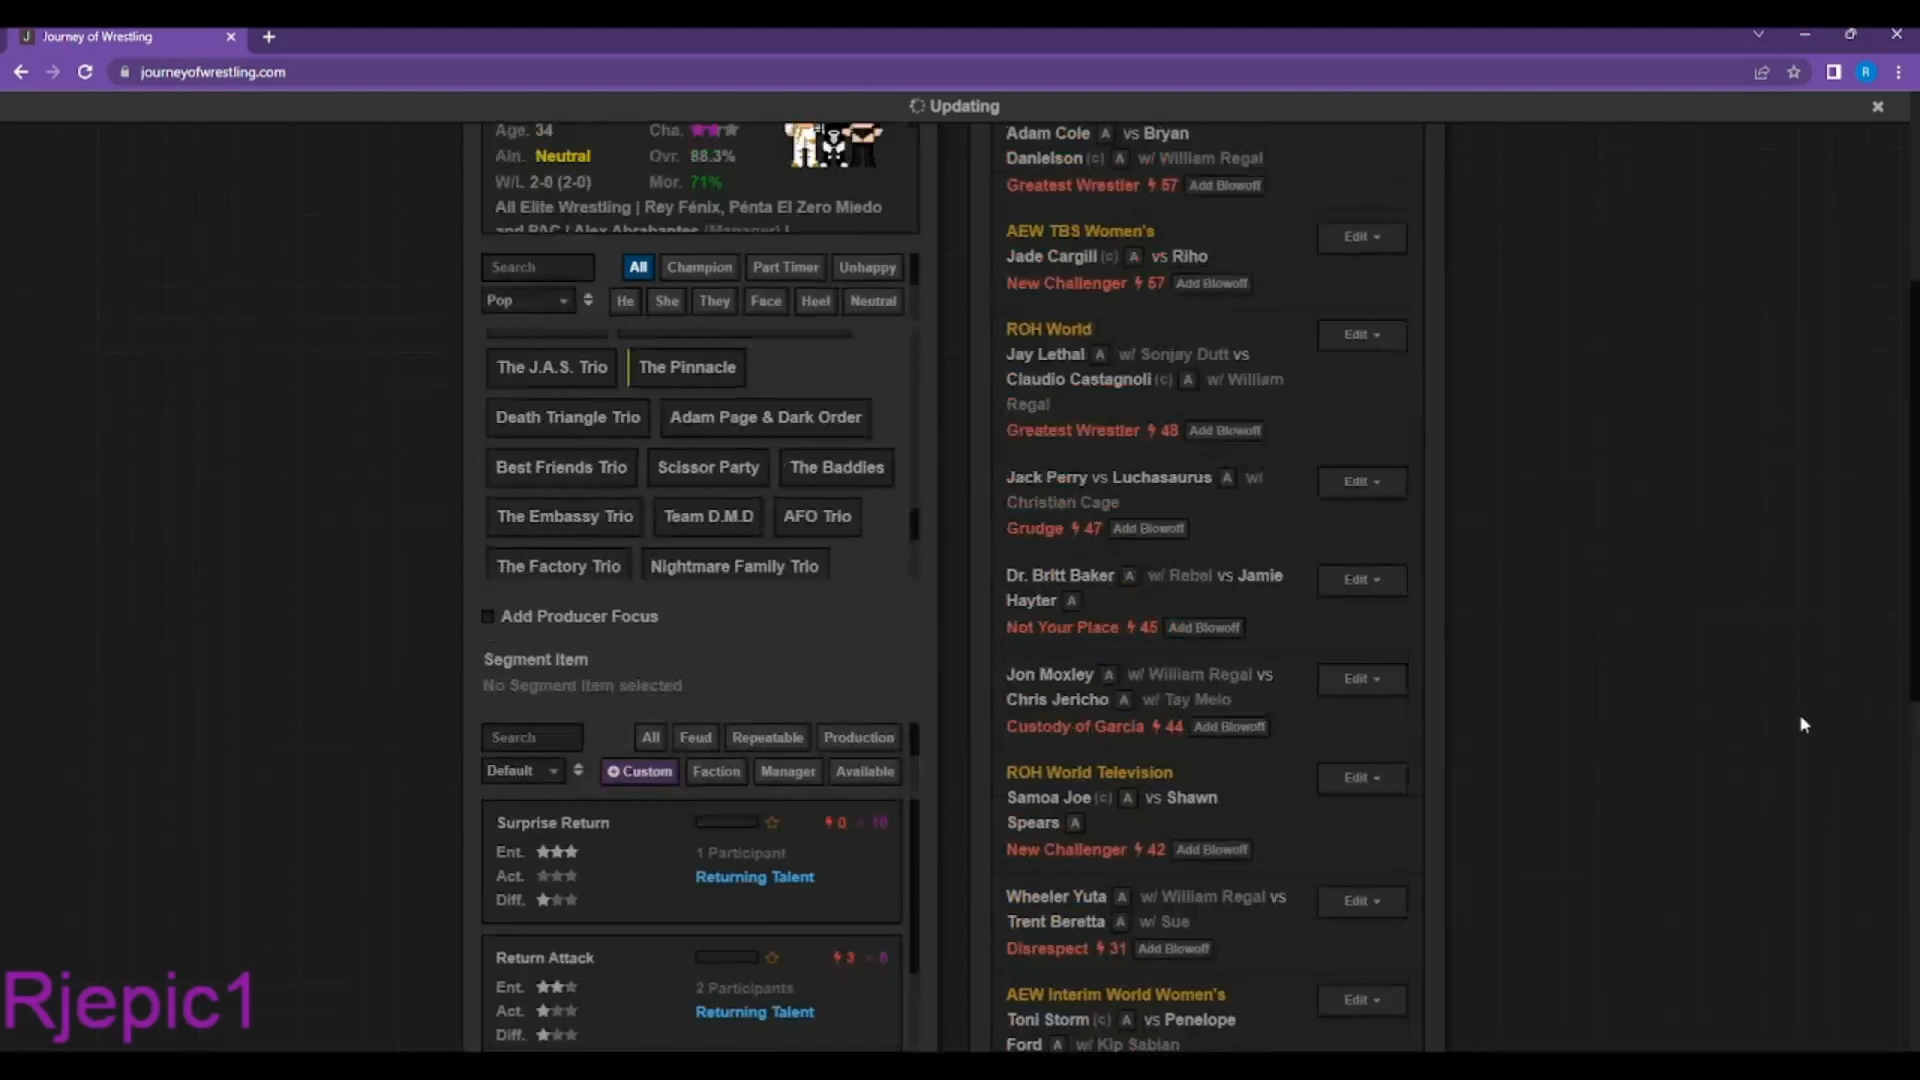 Journey of Wrestling
journeyofwrestling.com
R
Updating
Age. 34
Cha.
Aln. Neutral
Ovr. 88.3%
W/L 2-0 (2-0)
Mor. 71%
All Elite Wrestling | Rey Fénix, Pénta El Zero Miedo
and PAC | Alex Abrahantes (Manager) |
Search
All
Champion
Part Timer
Unhappy
Pop
He
She
They
Face
Heel
Neutral
The J.A.S. Trio
The Pinnacle
Death Triangle Trio
Adam Page & Dark Order
Best Friends Trio
Scissor Party
The Baddies
The Embassy Trio
Team D.M.D
AFO Trio
The Factory Trio
Nightmare Family Trio
Add Producer Focus
Segment Item
No Segment Item selected
Search
All
Feud
Repeatable
Production
Default
Custom
Faction
Manager
Available
Surprise Return
0
10
Ent.
1 Participant
Act.
Returning Talent
Diff.
Return Attack
3
Ent.
2 Participants
Act.
Returning Talent
Diff.
Adam Cole A vs Bryan
Danielson (c) A w/ William Regal
Greatest Wrestler 57 Add Blowoff
AEW TBS Women's
Edit
Jade Cargill (c) A vs Riho
New Challenger 57 Add Blowoff
ROH World
Edit
Jay Lethal A w/ Sonjay Dutt vs
Claudio Castagnoli (c) A w/ William
Regal
Greatest Wrestler 48 Add Blowoff
Jack Perry vs Luchasaurus A w/
Edit
Christian Cage
Grudge 47 Add Blowoff
Dr. Britt Baker A w/ Rebel vs Jamie
Edit
Hayter A
Not Your Place 45 Add Blowoff
Jon Moxley A w/ William Regal vs
Edit
Chris Jericho A w/ Tay Melo
Custody of Garcia 44 Add Blowoff
ROH World Television
Edit
Samoa Joe (c) A vs Shawn
Spears A
New Challenger 42 Add Blowoff
Wheeler Yuta A w/ William Regal vs
Edit
Trent Beretta A w/ Sue
Disrespect 31 Add Blowoff
AEW Interim World Women's
Edit
Toni Storm (c) A vs Penelope
Ford A w/ Kip Sabian
Rjepic1